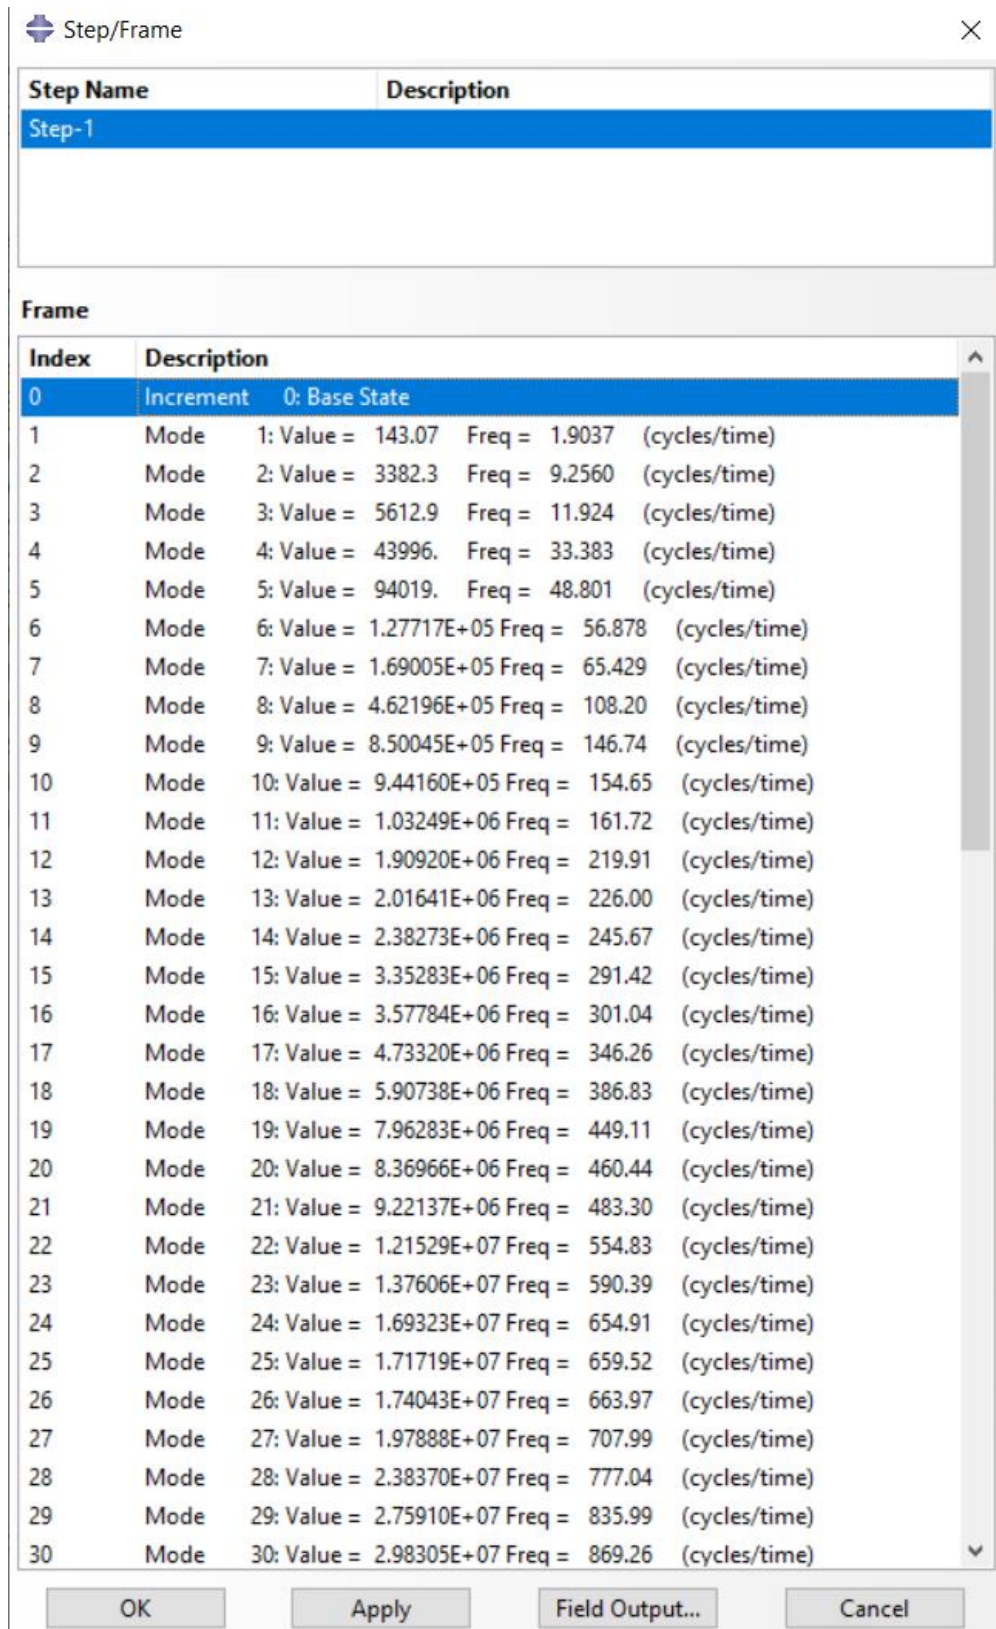 Step/Frame
Step Name Description
Step-1
Frame
Index Description
0 Increment 0: Base State
1 Mode 1: Value = 143.07 Freq = 1.9037 (cycles/time)
2 Mode 2: Value = 3382.3 Freq = 9.2560 (cycles/time)
3 Mode 3: Value = 5612.9 Freq = 11.924 (cycles/time)
4 Mode 4: Value = 43996. Freq = 33.383 (cycles/time)
5 Mode 5: Value = 94019. Freq = 48.801 (cycles/time)
6 Mode 6: Value = 1.27717E+05 Freq = 56.878 (cycles/time)
7 Mode 7: Value = 1.69005E+05 Freq = 65.429 (cycles/time)
8 Mode 8: Value = 4.62196E+05 Freq = 108.20 (cycles/time)
9 Mode 9: Value = 8.50045E+05 Freq = 146.74 (cycles/time)
10 Mode 10: Value = 9.44160E+05 Freq = 154.65 (cycles/time)
11 Mode 11: Value = 1.03249E+06 Freq = 161.72 (cycles/time)
12 Mode 12: Value = 1.90920E+06 Freq = 219.91 (cycles/time)
13 Mode 13: Value = 2.01641E+06 Freq = 226.00 (cycles/time)
14 Mode 14: Value = 2.38273E+06 Freq = 245.67 (cycles/time)
15 Mode 15: Value = 3.35283E+06 Freq = 291.42 (cycles/time)
16 Mode 16: Value = 3.57784E+06 Freq = 301.04 (cycles/time)
17 Mode 17: Value = 4.73320E+06 Freq = 346.26 (cycles/time)
18 Mode 18: Value = 5.90738E+06 Freq = 386.83 (cycles/time)
19 Mode 19: Value = 7.96283E+06 Freq = 449.11 (cycles/time)
20 Mode 20: Value = 8.36966E+06 Freq = 460.44 (cycles/time)
21 Mode 21: Value = 9.22137E+06 Freq = 483.30 (cycles/time)
22 Mode 22: Value = 1.21529E+07 Freq = 554.83 (cycles/time)
23 Mode 23: Value = 1.37606E+07 Freq = 590.39 (cycles/time)
24 Mode 24: Value = 1.69323E+07 Freq = 654.91 (cycles/time)
25 Mode 25: Value = 1.71719E+07 Freq = 659.52 (cycles/time)
26 Mode 26: Value = 1.74043E+07 Freq = 663.97 (cycles/time)
27 Mode 27: Value = 1.97888E+07 Freq = 707.99 (cycles/time)
28 Mode 28: Value = 2.38370E+07 Freq = 777.04 (cycles/time)
29 Mode 29: Value = 2.75910E+07 Freq = 835.99 (cycles/time)
30 Mode 30: Value = 2.98305E+07 Freq = 869.26 (cycles/time)
OK Apply Field Output... Cancel